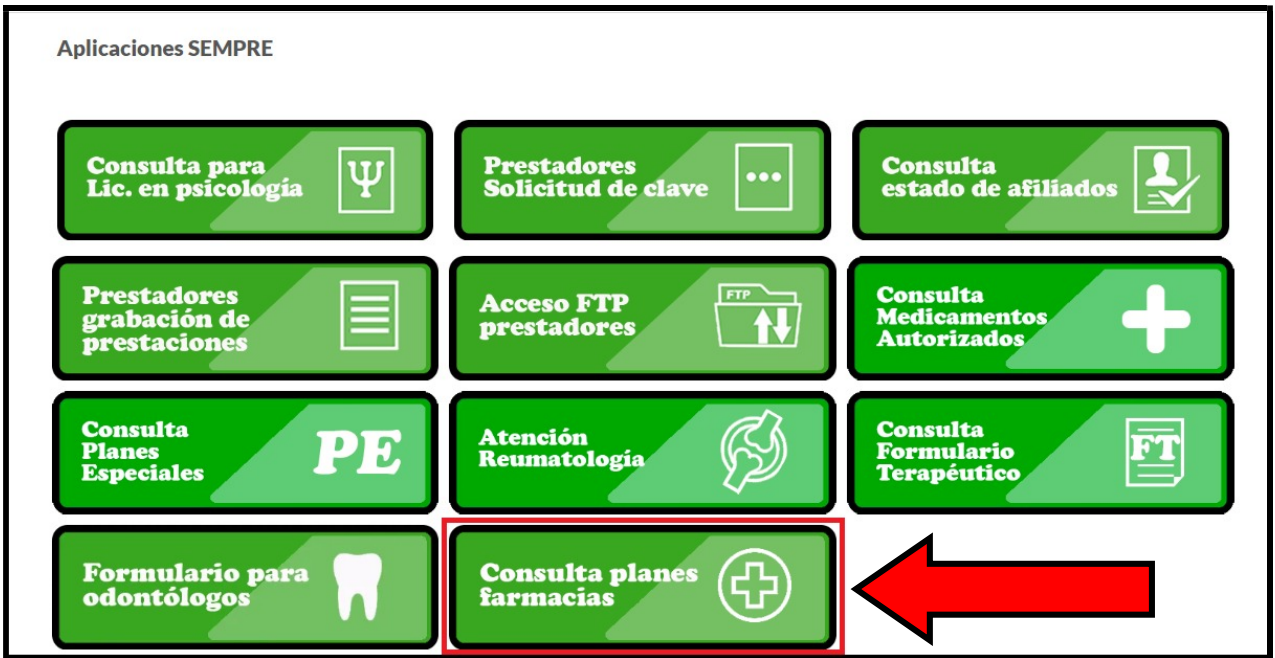 Aplicaciones SEMPRE
Consulta para
Lic. en psicología
Ψ
Prestadores
Solicitud de clave
Consulta
estado de afiliados
Prestadores
grabación de
prestaciones
Acceso FTP
prestadores
FTP
Consulta
Medicamentos
Autorizados
Consulta
Planes
Especiales
PE
Atención
Reumatología
Consulta
Formulario
Terapéutico
FT
Formulario para
odontólogos
Consulta planes
farmacias